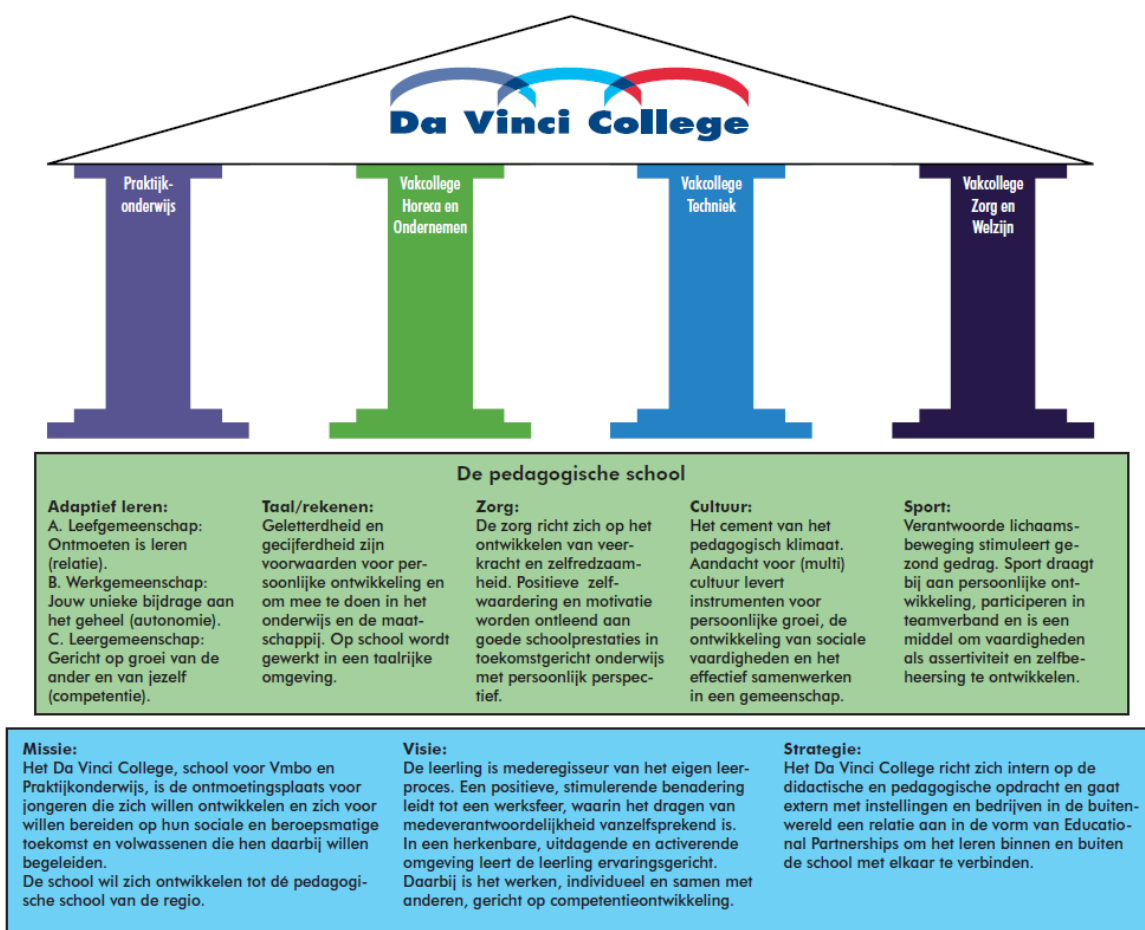 Da Vinci College
Praktijk-
onderwijs
Vakcollege
Horeca en
Ondernemen
Vakcollege
Techniek
Vakcollege
Zorg en
Welzijn
De pedagogische school
Adaptief leren:
A. Leefgemeenschap:
Ontmoeten is leren
(relatie).
B. Werkgemeenschap:
Jouw unieke bijdrage aan
het geheel (autonomie).
C. Leergemeenschap:
Gericht op groei van de
ander en van jezelf
(competentie).
Taal/rekenen:
Geletterdheid en
gecijferdheid zijn
voorwaarden voor per-
soonlijke ontwikkeling en
om mee te doen in het
onderwijs en de maat-
schappij. Op school wordt
gewerkt in een taalrijke
omgeving.
Zorg:
De zorg richt zich op het
ontwikkelen van veer-
kracht en zelfredzaam-
heid. Positieve zelf-
waardering en motivatie
worden ontleend aan
goede schoolprestaties in
toekomstgericht onderwijs
met persoonlijk perspec-
tief.
Cultuur:
Het cement van het
pedagogisch klimaat.
Aandacht voor (multi)
cultuur levert
instrumenten voor
persoonlijke groei, de
ontwikkeling van sociale
vaardigheden en het
effectief samenwerken
in een gemeenschap.
Sport:
Verantwoorde lichaams-
beweging stimuleert ge-
zond gedrag. Sport draagt
bij aan persoonlijke ont-
wikkeling, participeren in
teamverband en is een
middel om vaardigheden
als assertiviteit en zelfbe-
heersing te ontwikkelen.
Missie:
Het Da Vinci College, school voor Vmbo en
Praktijkonderwijs, is de ontmoetingsplaats voor
jongeren die zich willen ontwikkelen en zich voor
willen bereiden op hun sociale en beroepsmatige
toekomst en volwassenen die hen daarbij willen
begeleiden.
De school wil zich ontwikkelen tot dé pedagogi-
sche school van de regio.
Visie:
De leerling is mederegisseur van het eigen leer-
proces. Een positieve, stimulerende benadering
leidt tot een werksfeer, waarin het dragen van
medeverantwoordelijkheid vanzelfsprekend is.
In een herkenbare, uitdagende en activerende
omgeving leert de leerling ervaringsgericht.
Daarbij is het werken, individueel en samen met
anderen, gericht op competentieontwikkeling.
Strategie:
Het Da Vinci College richt zich intern op de
didactische en pedagogische opdracht en gaat
extern met instellingen en bedrijven in de buiten-
wereld een relatie aan in de vorm van Educatio-
nal Partnerships om het leren binnen en buiten
de school met elkaar te verbinden.